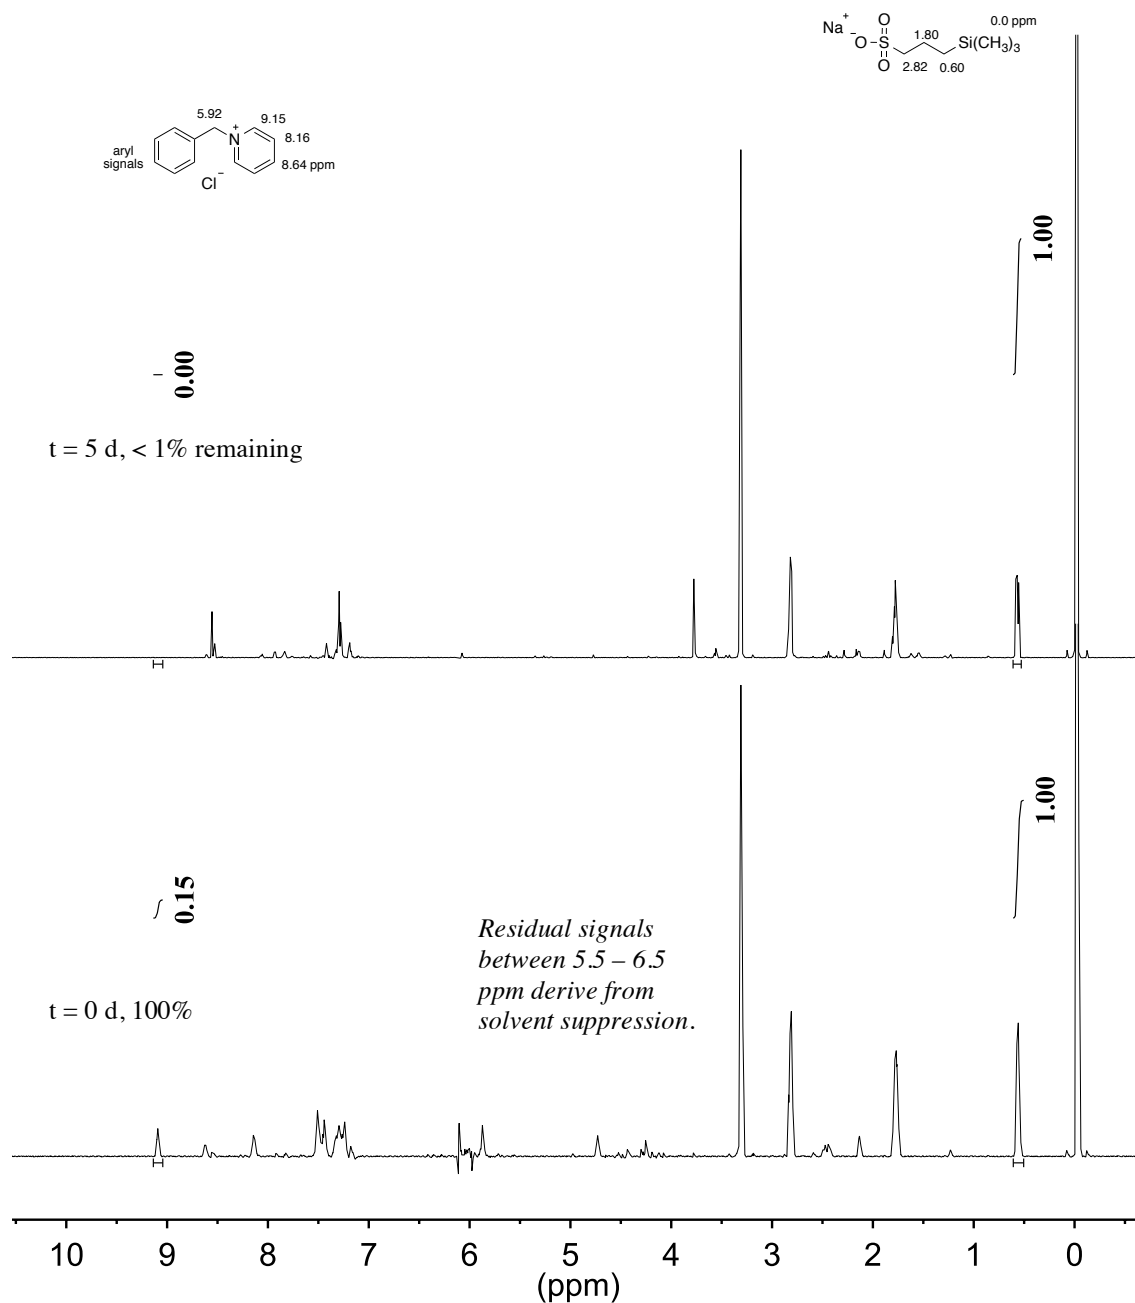 0.0 ppm
Na+
-O-S
O
O
1.80
Si(CH3)3
2.82
0.60
5.92
9.15
N+
8.16
aryl
signals
8.64 ppm
Cl−
1.00
0.00
t = 5 d, < 1% remaining
1.00
0.15
Residual signals
between 5.5 – 6.5
ppm derive from
solvent suppression.
t = 0 d, 100%
10 9 8 7 6 5 4 3 2 1 0
(ppm)